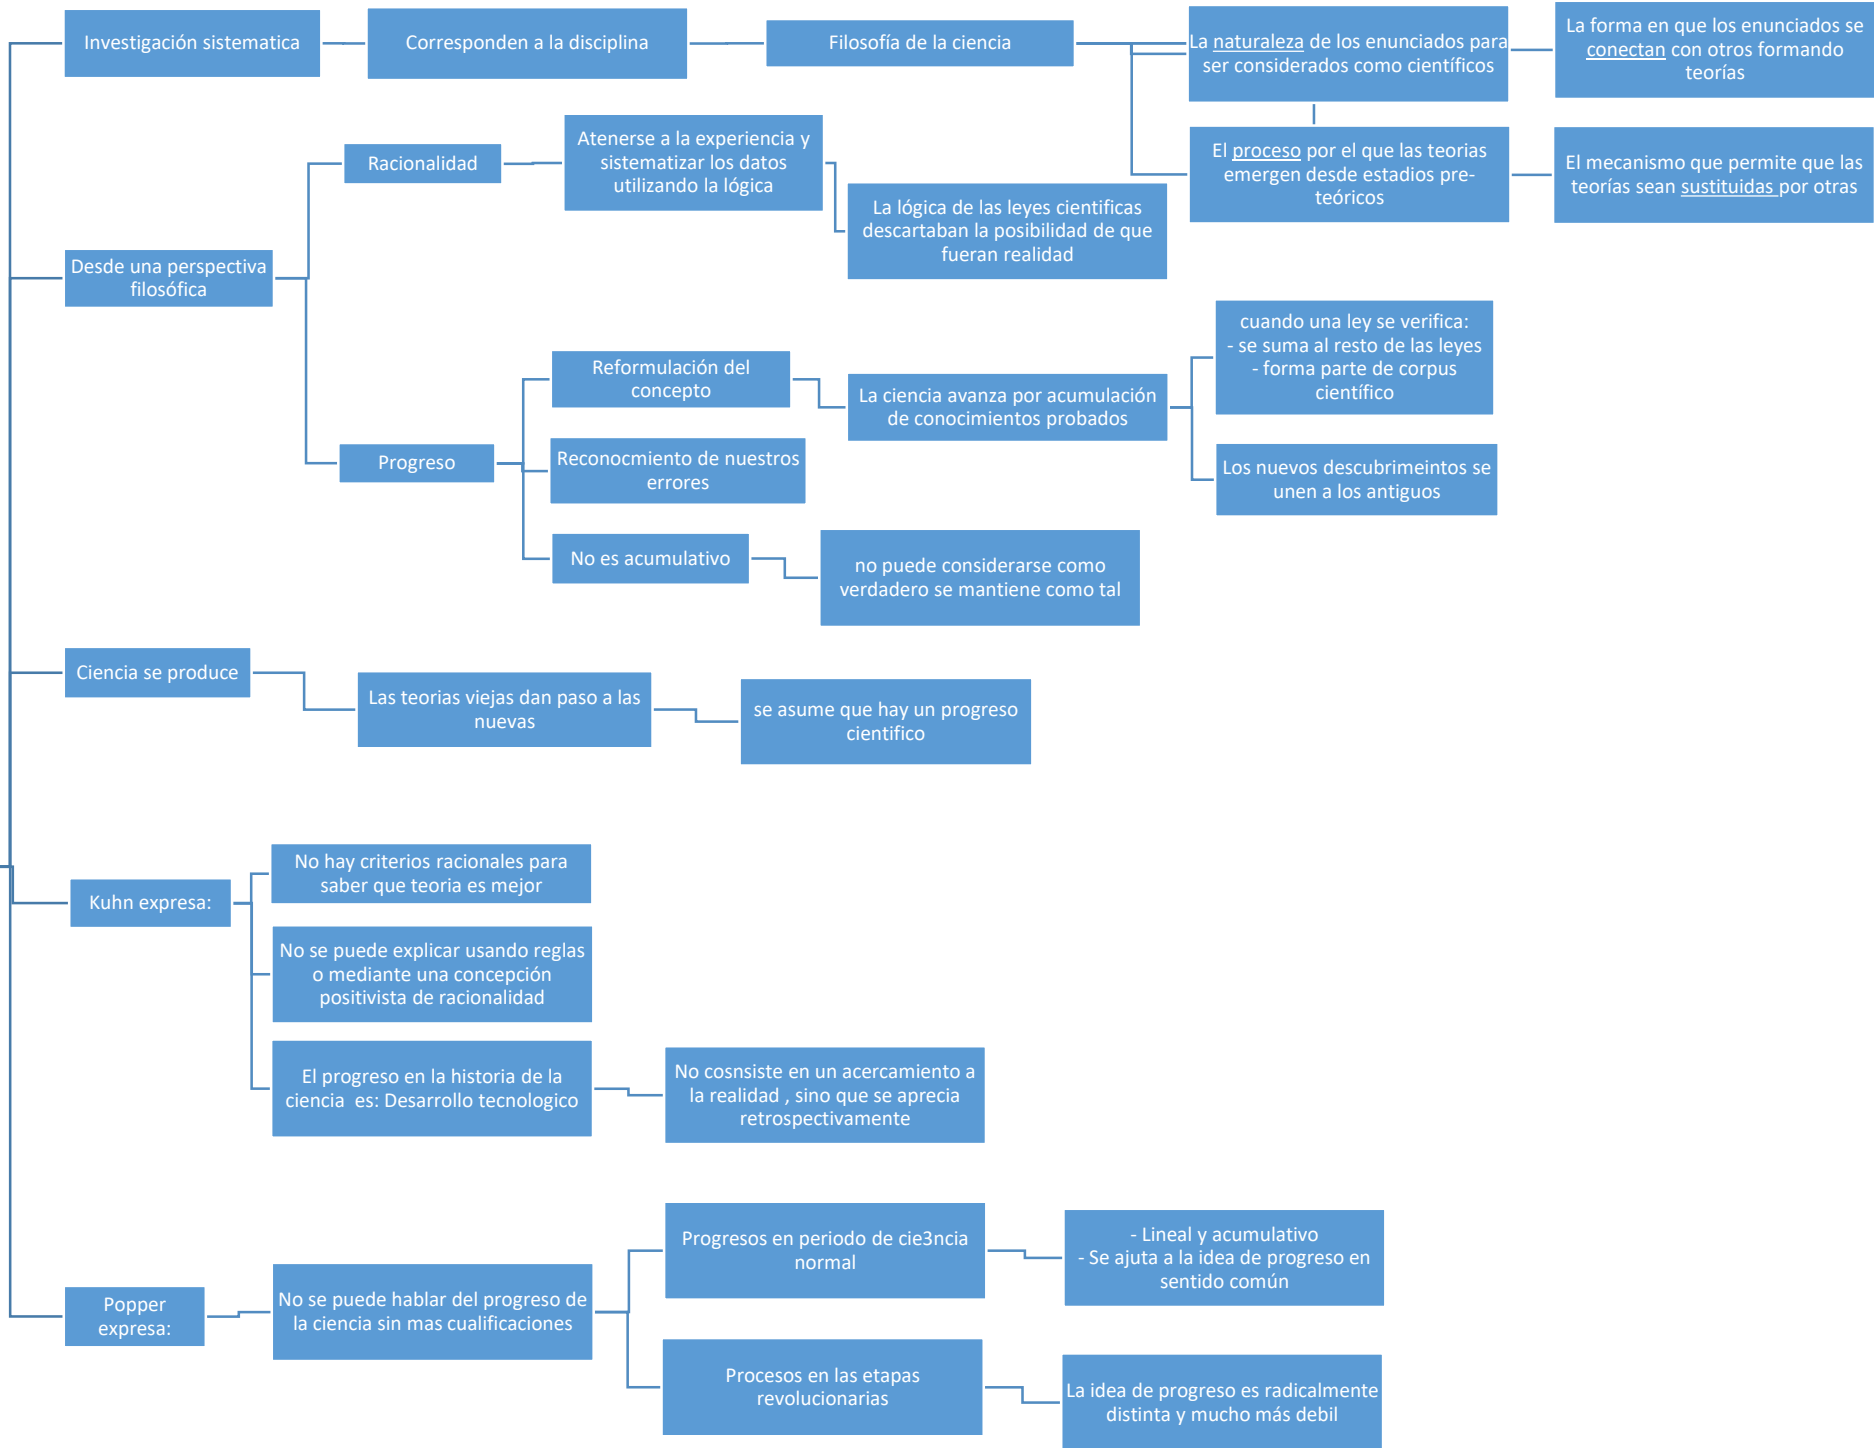 Investigación sistematica
Corresponden a la disciplina
Filosofía de la ciencia
La naturaleza de los enunciados para
ser considerados como científicos
La forma en que los enunciados se
conectan con otros formando
teorías
El proceso por el que las teorias
emergen desde estadios pre-
teóricos
El mecanismo que permite que las
teorías sean sustituidas por otras
Desde una perspectiva
filosófica
Racionalidad
Atenerse a la experiencia y
sistematizar los datos
utilizando la lógica
La lógica de las leyes cientificas
descartaban la posibilidad de que
fueran realidad
Progreso
Reformulación del
concepto
La ciencia avanza por acumulación
de conocimientos probados
cuando una ley se verifica:
- se suma al resto de las leyes
- forma parte de corpus
científico
Los nuevos descubrimeintos se
unen a los antiguos
Reconocmiento de nuestros
errores
No es acumulativo
no puede considerarse como
verdadero se mantiene como tal
Ciencia se produce
Las teorias viejas dan paso a las
nuevas
se asume que hay un progreso
cientifico
Kuhn expresa:
No hay criterios racionales para
saber que teoria es mejor
No se puede explicar usando reglas
o mediante una concepción
positivista de racionalidad
El progreso en la historia de la
ciencia es: Desarrollo tecnologico
No cosnsiste en un acercamiento a
la realidad , sino que se aprecia
retrospectivamente
Popper
expresa:
No se puede hablar del progreso de
la ciencia sin mas cualificaciones
Progresos en periodo de cie3ncia
normal
- Lineal y acumulativo
- Se ajuta a la idea de progreso en
sentido común
Procesos en las etapas
revolucionarias
La idea de progreso es radicalmente
distinta y mucho más debil